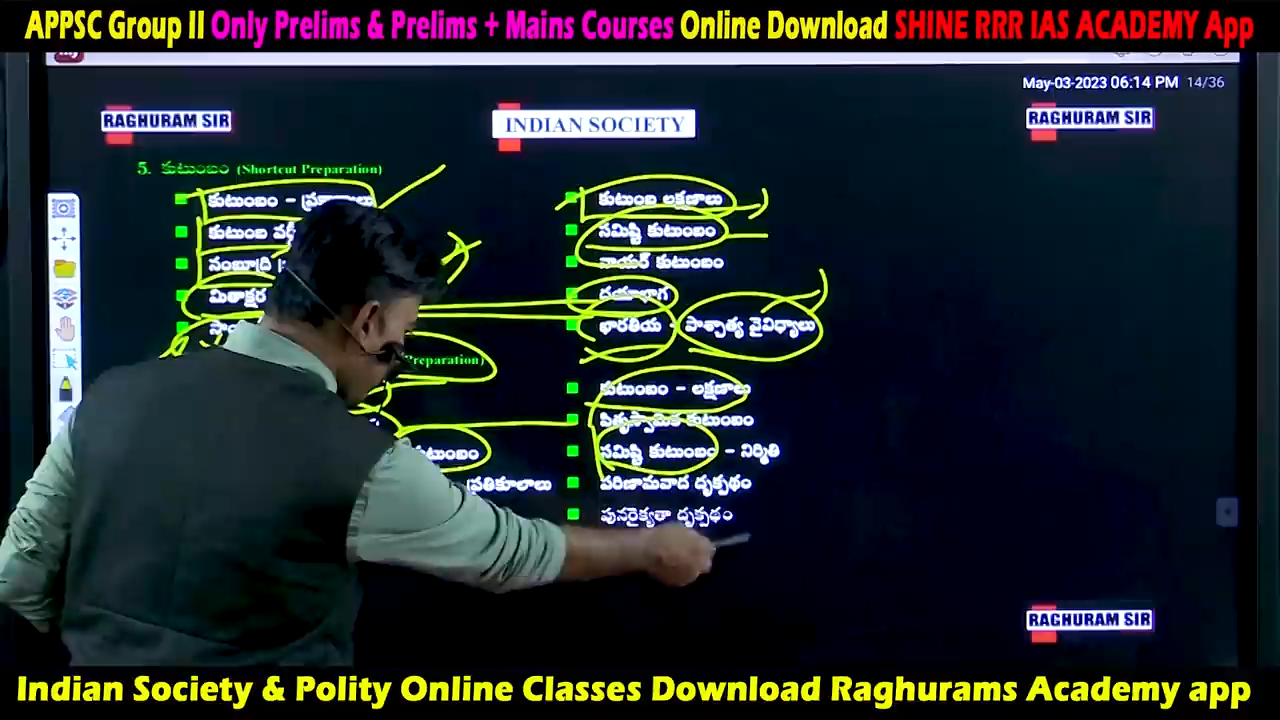 APPSC Group II Only Prelims & Prelims + Mains Courses Online Download SHINE RRR IAS ACADEMY App
May-03-2023 06:14 PM 14/36
RAGHURAM SIR
INDIAN SOCIETY
RAGHURAM SIR
5. కుటుంబం (Shortcut Preparation)
కుటుంబం -
కుటుంబ లక్షణాలు
కుటుంబ
సమిష్టి కుటుంబం
నంబూద్రి
నాయర్ కుటుంబం
మితాక్షర
దయాభాగ
భారతీయ - పాశ్చాత్య వైవిధ్యాలు
Preparation)
కుటుంబం - లక్షణాలు
పితృస్వామిక కుటుంబం
కుటుంబం
సమిష్టి కుటుంబం - నిర్మితి
ప్రతికూలాలు
పరిణామవాద దృక్పథం
పునరైక్యతా దృక్పథం
RAGHURAM SIR
Indian Society & Polity Online Classes Download Raghurams Academy app